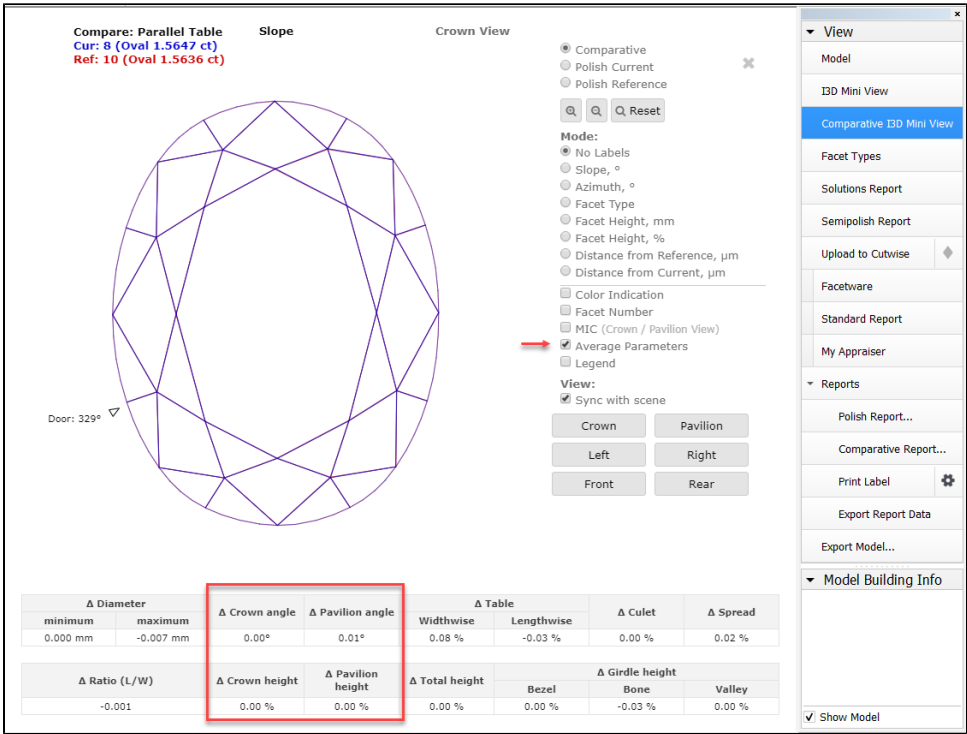 Compare: Parallel Table
Slope
Crown View
Cur: 8 (Oval 1.5647 ct)
Ref: 10 (Oval 1.5636 ct)
Door: 329°
Comparative
Polish Current
Polish Reference
Reset
Mode:
No Labels
Slope, °
Azimuth, °
Facet Type
Facet Height, mm
Facet Height, %
Distance from Reference, μm
Distance from Current, μm
Color Indication
Facet Number
MIC (Crown / Pavilion View)
Average Parameters
Legend
View:
Sync with scene
Crown Pavilion
Left Right
Front Rear
Δ Diameter Δ Crown angle Δ Pavilion angle Δ Table Δ Culet Δ Spread
minimum maximum Widthwise Lengthwise
0.000 mm -0.007 mm 0.00° 0.01° 0.08 % -0.03 % 0.00 % 0.02 %
Δ Ratio (L/W) Δ Crown height Δ Pavilion height Δ Total height Δ Girdle height
Bezel Bone Valley
-0.001 0.00 % 0.00 % 0.00 % 0.00 % -0.03 % 0.00 %
View
Model
I3D Mini View
Comparative I3D Mini View
Facet Types
Solutions Report
Semipolish Report
Upload to Cutwise
Facetware
Standard Report
My Appraiser
Reports
Polish Report...
Comparative Report...
Print Label
Export Report Data
Export Model...
Model Building Info
Show Model